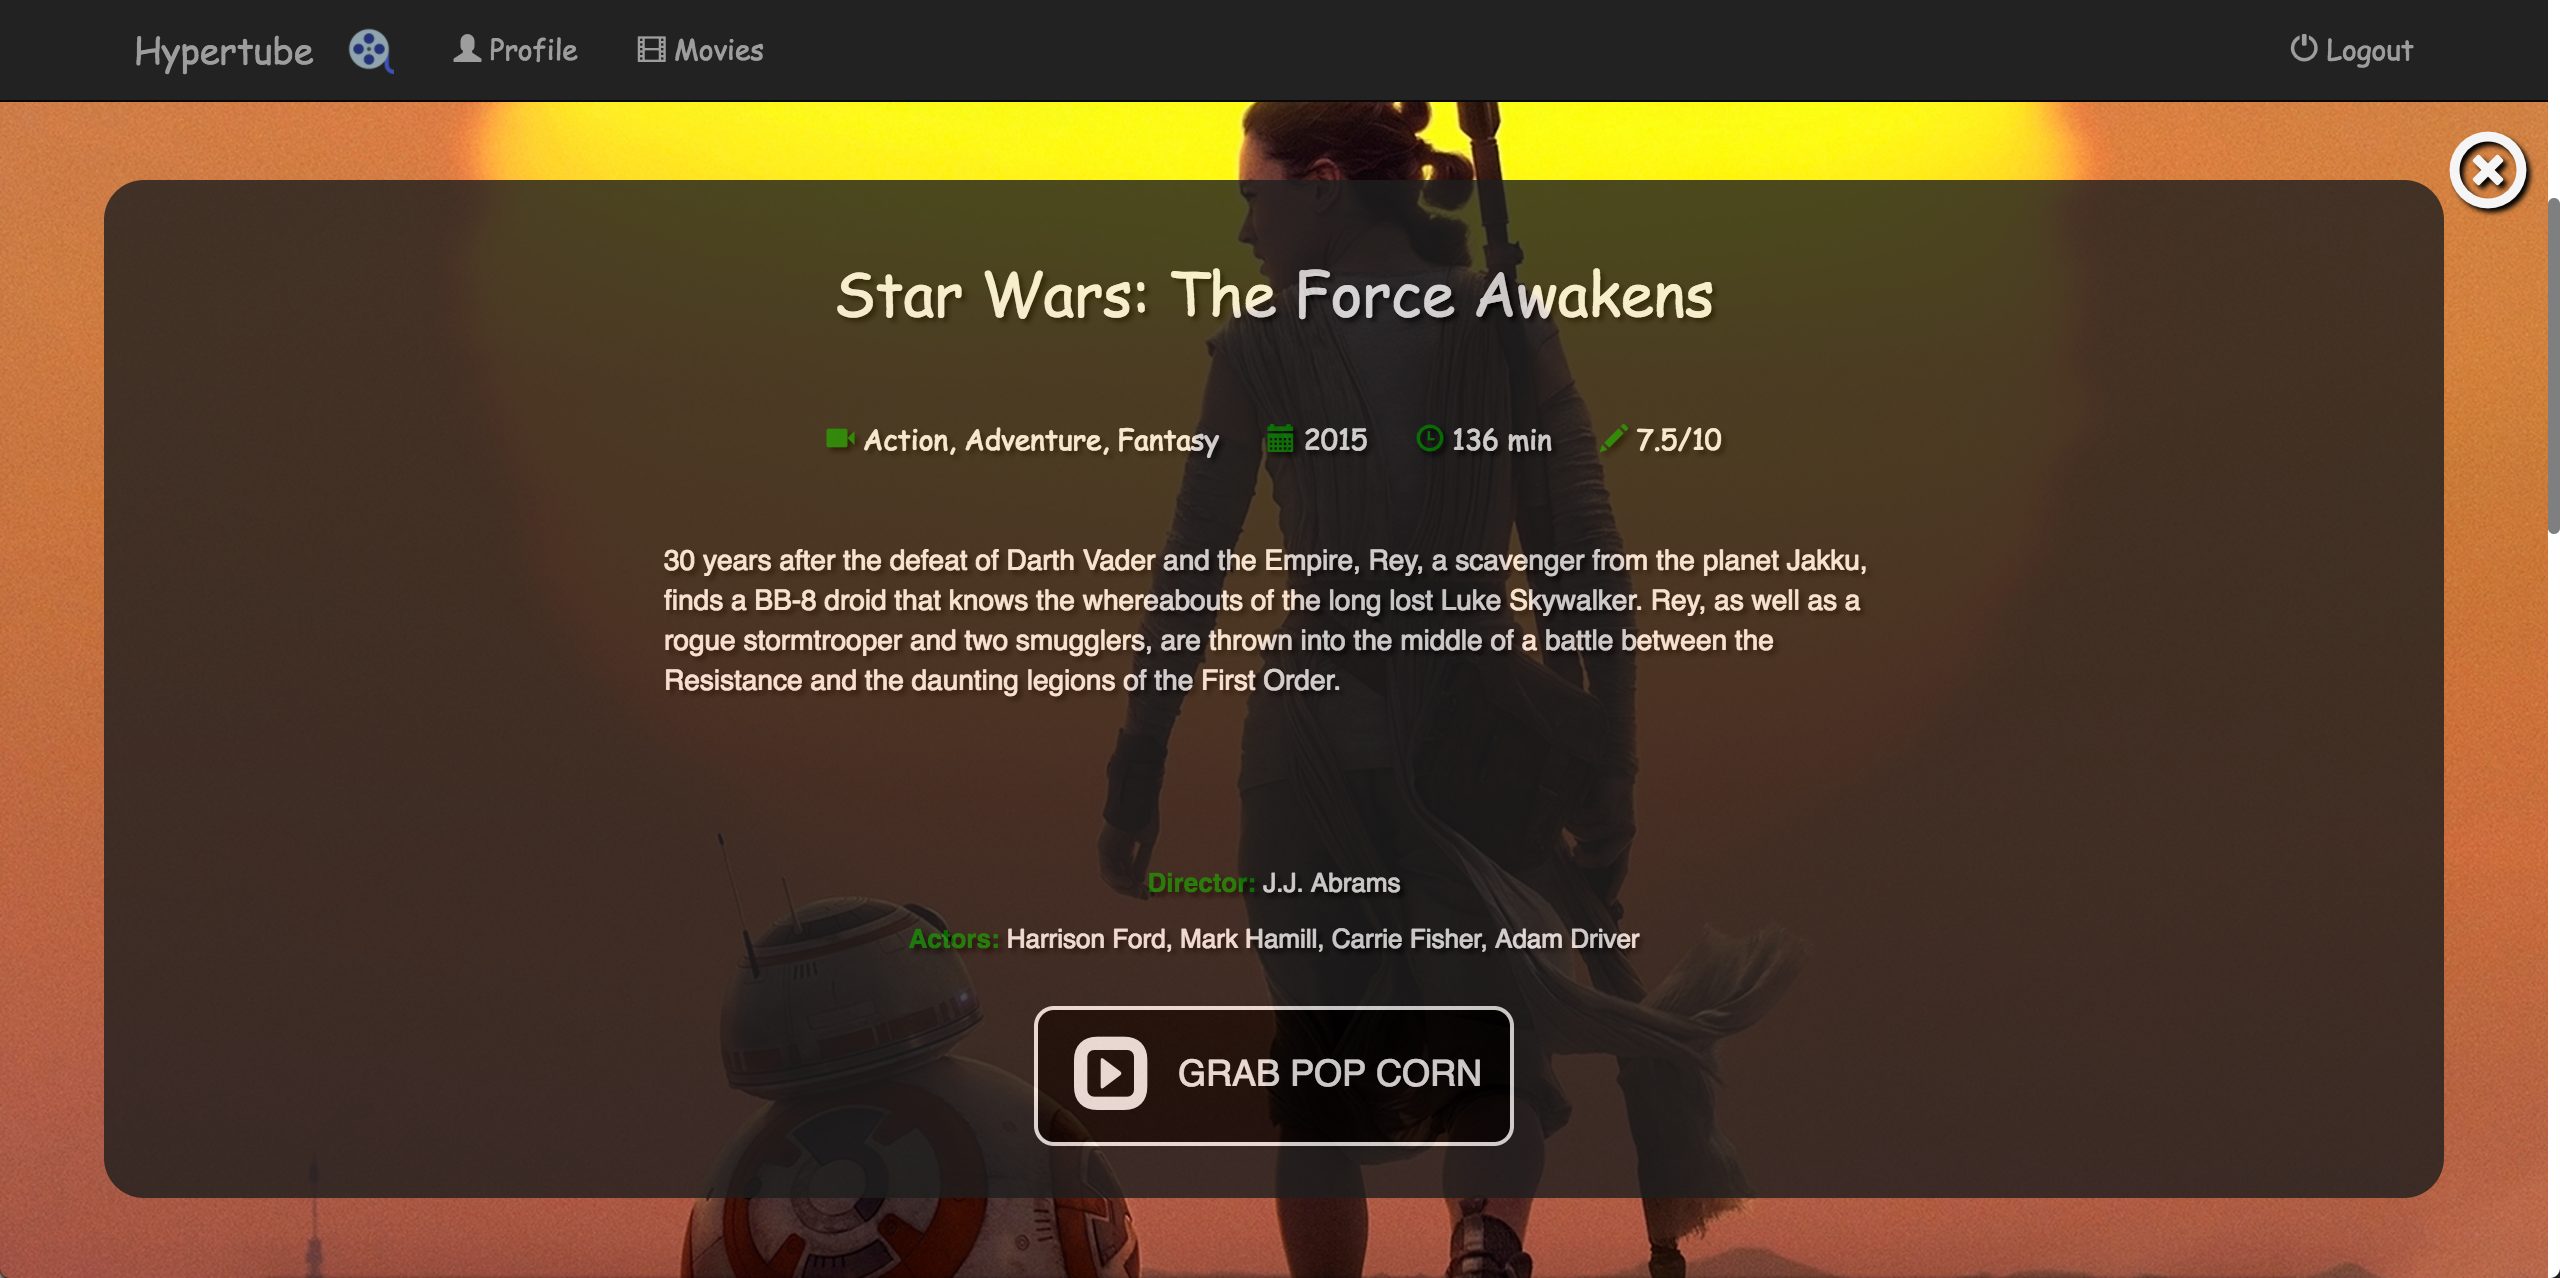 Hypertube Profile Movies Logout
Star Wars: The Force Awakens
Action, Adventure, Fantasy 2015 136 min 7.5/10
30 years after the defeat of Darth Vader and the Empire, Rey, a scavenger from the planet Jakku,
finds a BB-8 droid that knows the whereabouts of the long lost Luke Skywalker. Rey, as well as a
rogue stormtrooper and two smugglers, are thrown into the middle of a battle between the
Resistance and the daunting legions of the First Order.
Director: J.J. Abrams
Actors: Harrison Ford, Mark Hamill, Carrie Fisher, Adam Driver
GRAB POP CORN